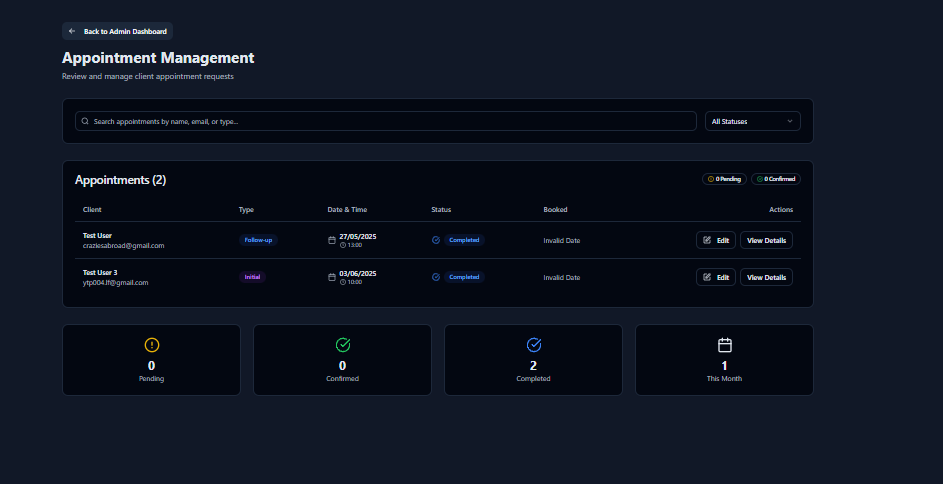 Back to Admin Dashboard
Appointment Management
Review and manage client appointment requests
Search appointments by name, email, or type...
All Statuses
Appointments (2)
0 Pending
0 Confirmed
Client Type Date & Time Status Booked Actions
Test User
craziesabroad@gmail.com
Follow-up
27/05/2025
13:00
Completed
Invalid Date
Edit
View Details
Test User 3
ytp004.lf@gmail.com
Initial
03/06/2025
10:00
Completed
Invalid Date
Edit
View Details
0
Pending
0
Confirmed
2
Completed
1
This Month